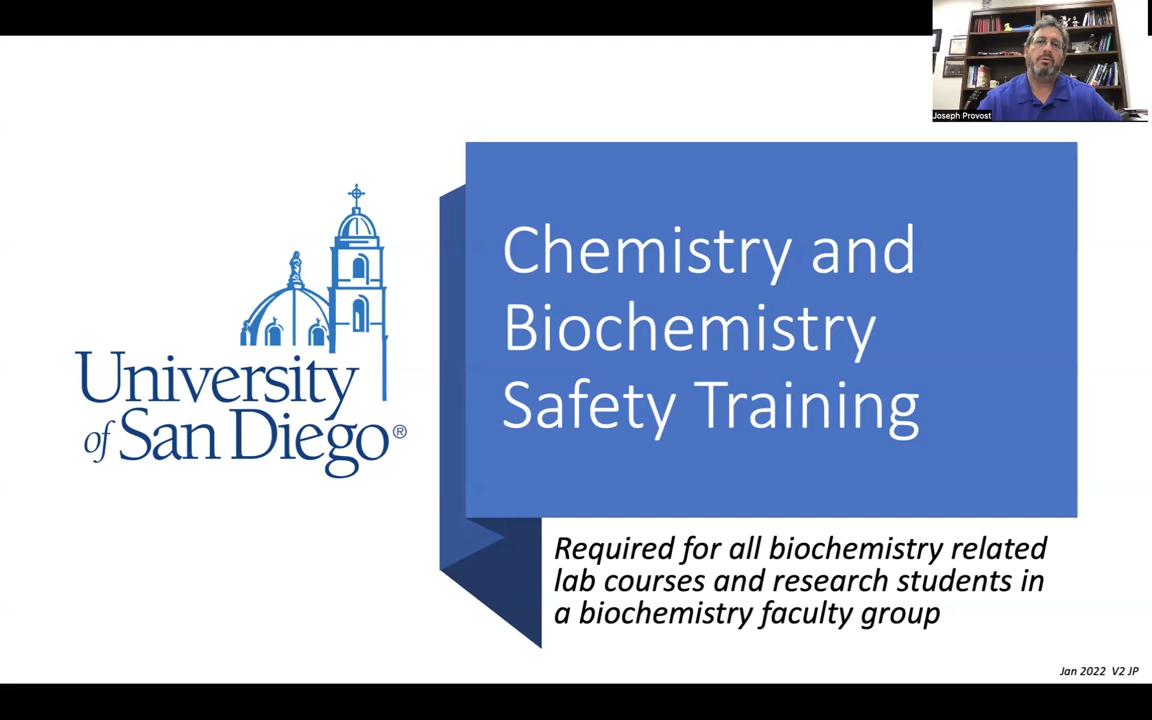 Joseph Provost
University
of San Diego®
Chemistry and
Biochemistry
Safety Training
Required for all biochemistry related
lab courses and research students in
a biochemistry faculty group
Jan 2022 V2 JP